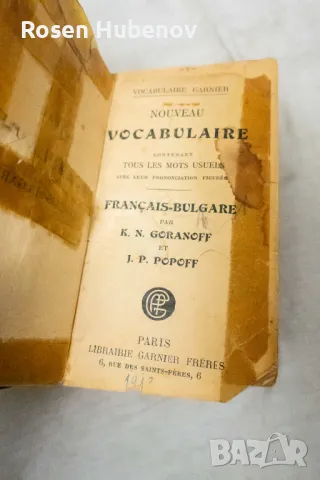 Rosen Hubenov
VOCABULAIRE GARNIER
NOUVEAU
VOCABULAIRE
CONTENANT
TOUS LES MOTS USUELS
AVEC LEUR PRONONCIATION FIGURÉE
FRANÇAIS-BULGARE
PAR
K. N. GORANOFF
ET
J. P. POPOFF
PARIS
LIBRAIRIE GARNIER FRÈRES
6, RUE DES SAINTS-PÈRES, 6
BAZAR